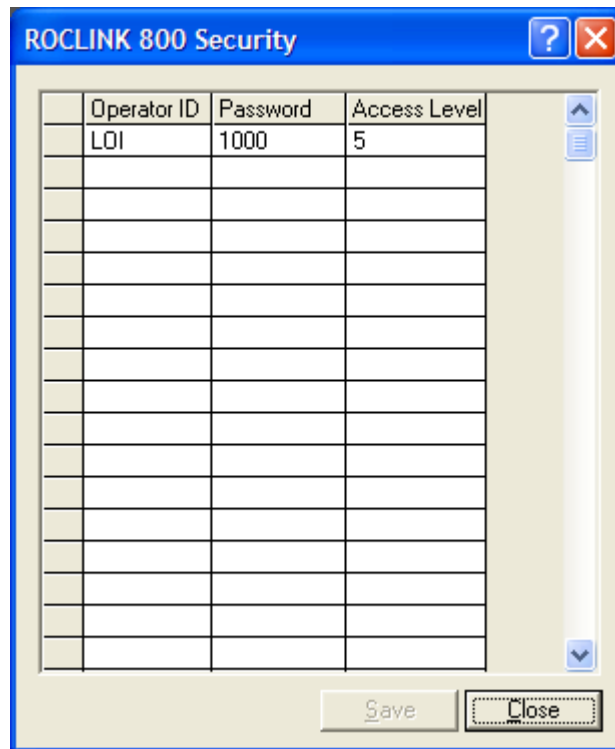 ROCLINK 800 Security
Operator ID Password Access Level
LOI 1000 5
Save Close